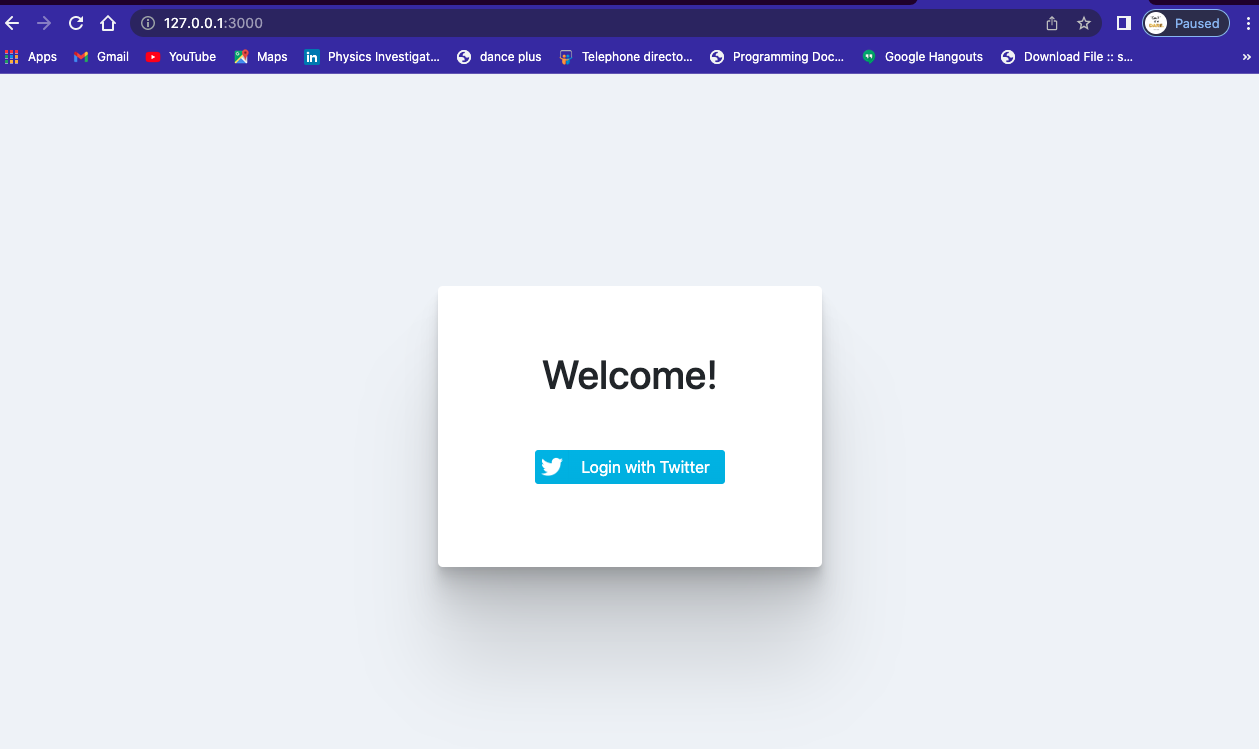 127.0.0.1:3000
Paused
Apps
Gmail
YouTube
Maps
in
Physics Investigat...
dance plus
Telephone directo...
Programming Doc...
Google Hangouts
Download File :: s...
»
Welcome!
Login with Twitter